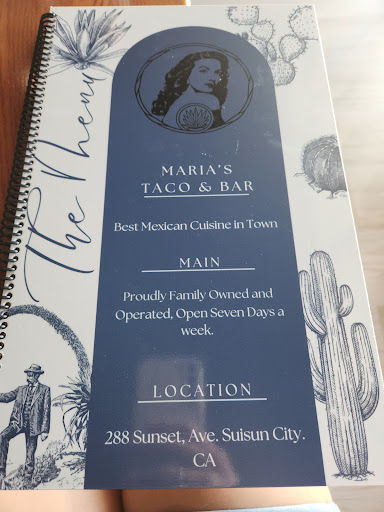 The Menu
MARIA'S
TACO & BAR
Best Mexican Cuisine in Town
MAIN
Proudly Family Owned and
Operated, Open Seven Days a
week.
LOCATION
288 Sunset, Ave. Suisun City.
CA